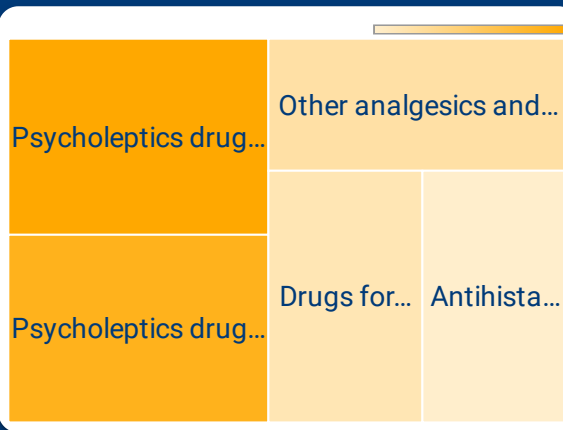 Psycholeptics drug...
Other analgesics and...
Psycholeptics drug...
Drugs for...
Antihista...